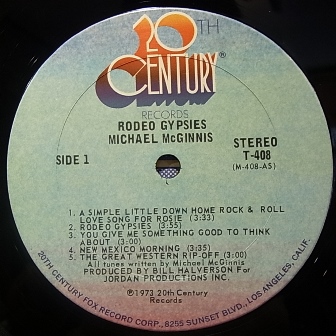 20TH
CENTURY®
RECORDS
RODEO GYPSIES
MICHAEL McGINNIS
SIDE 1
STEREO
T-408
(M-408-AS)
1. A SIMPLE LITTLE DOWN HOME ROCK & ROLL
LOVE SONG FOR ROSIE (3:33)
2. RODEO GYPSIES (3:55)
3. YOU GIVE ME SOMETHING GOOD TO THINK
ABOUT (3:00)
4. NEW MEXICO MORNING (3:35)
5. THE GREAT WESTERN RIP-OFF (3:00)
All tunes written by Michael McGinnis
PRODUCED BY BILL HALVERSON For
JORDAN PRODUCTIONS INC.
℗1973 20th Century
Records
20TH CENTURY FOX RECORD CORP., 8255 SUNSET BLVD., LOS ANGELES, CALIF.